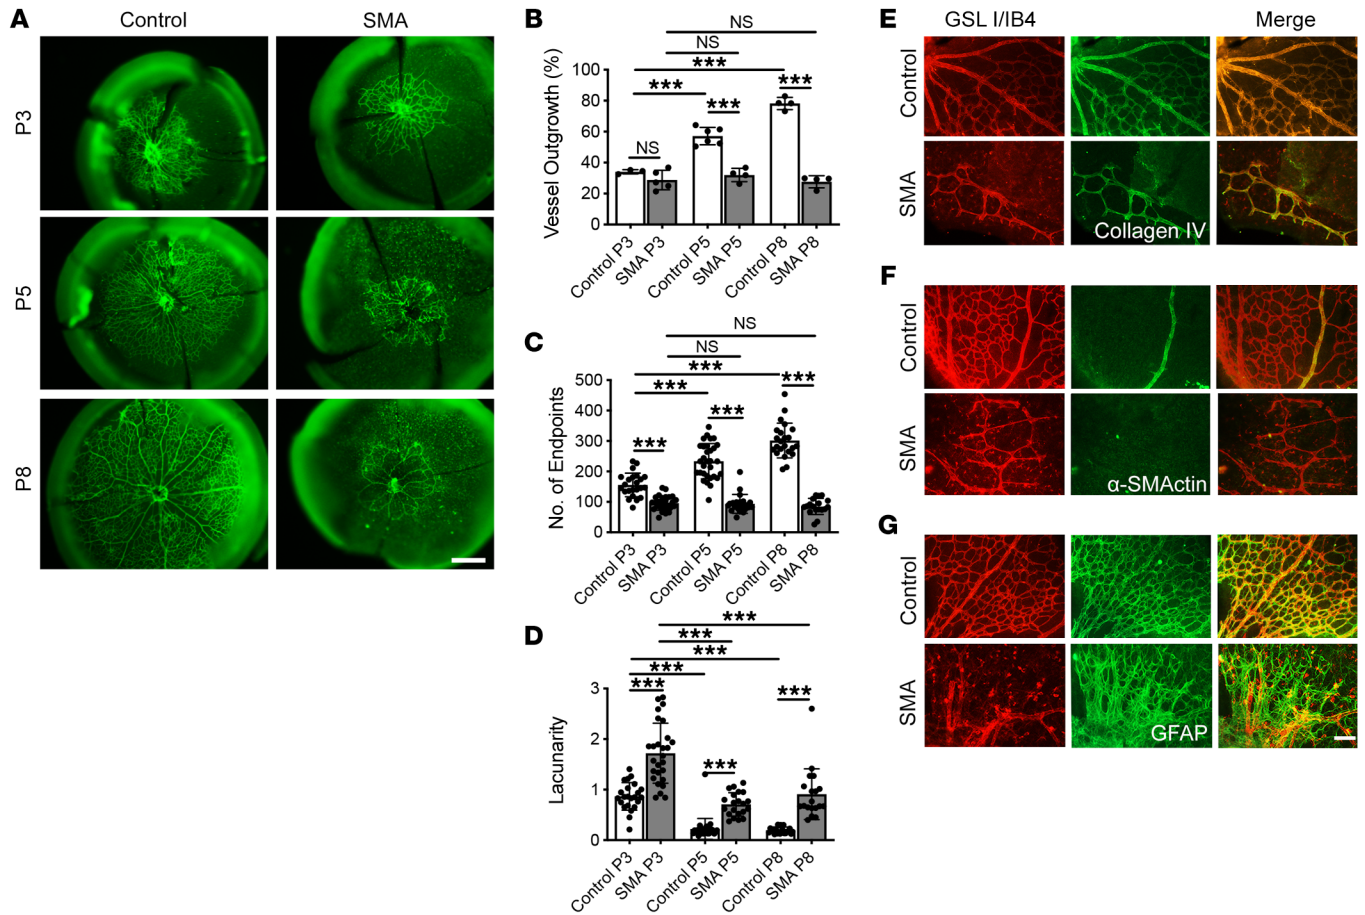 A
Control
SMA
P3
P5
P8
B
NS
NS
***
***
***
***
NS
Vessel Outgrowth (%)
100
80
60
40
20
0
Control P3
SMA P3
Control P5
SMA P5
Control P8
SMA P8
C
NS
NS
***
***
***
***
***
No. of Endpoints
500
400
300
200
100
0
Control P3
SMA P3
Control P5
SMA P5
Control P8
SMA P8
D
***
***
***
***
***
***
***
Lacunarity
3
2
1
0
Control P3
SMA P3
Control P5
SMA P5
Control P8
SMA P8
E
GSL I/IB4
Merge
Control
SMA
Collagen IV
F
Control
SMA
α-SMActin
G
Control
SMA
GFAP